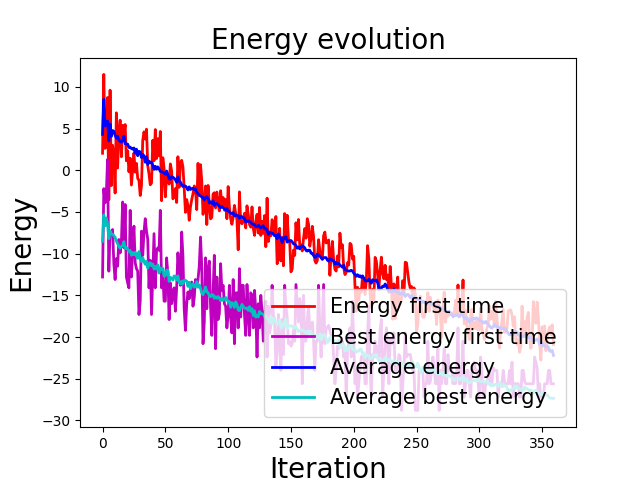 Energy evolution
Energy
10
5
0
−5
−10
−15
−20
−25
−30
Energy first time
Best energy first time
Average energy
Average best energy
0 50 100 150 200 250 300 350
Iteration